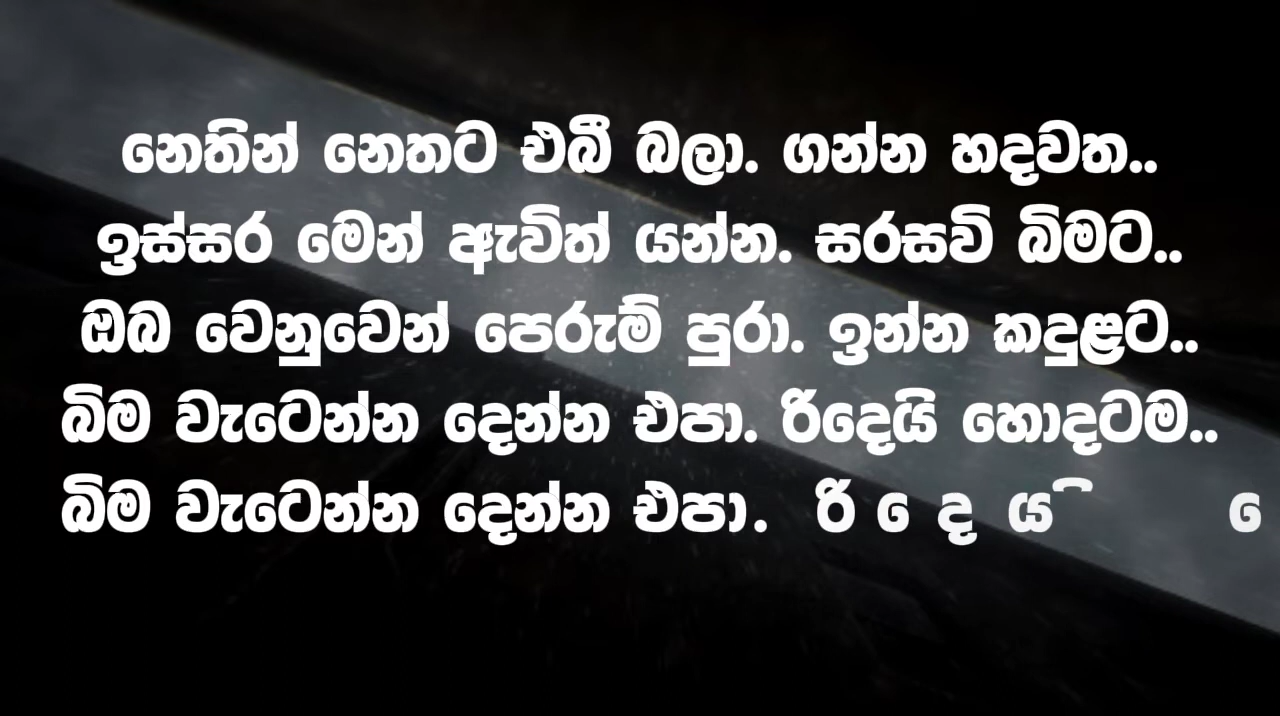 නෙතින් නෙතට එබී බලා. ගන්න හදවත..
ඉස්සර මෙන් ඇවිත් යන්න. සරසවි බිමට..
ඔබ වෙනුවෙන් පෙරුම් පුරා. ඉන්න කදුළට..
බිම වැටෙන්න දෙන්න එපා. රිදෙයි හොදටම..
බිම වැටෙන්න දෙන්න එපා. රිදෙයි